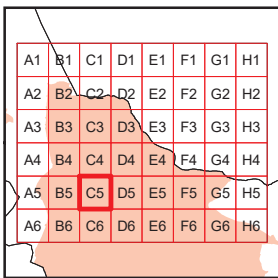 A1 B1 C1 D1 E1 F1 G1 H1
A2 B2 C2 D2 E2 F2 G2 H2
A3 B3 C3 D3 E3 F3 G3 H3
A4 B4 C4 D4 E4 F4 G4 H4
A5 B5 C5 D5 E5 F5 G5 H5
A6 B6 C6 D6 E6 F6 G6 H6